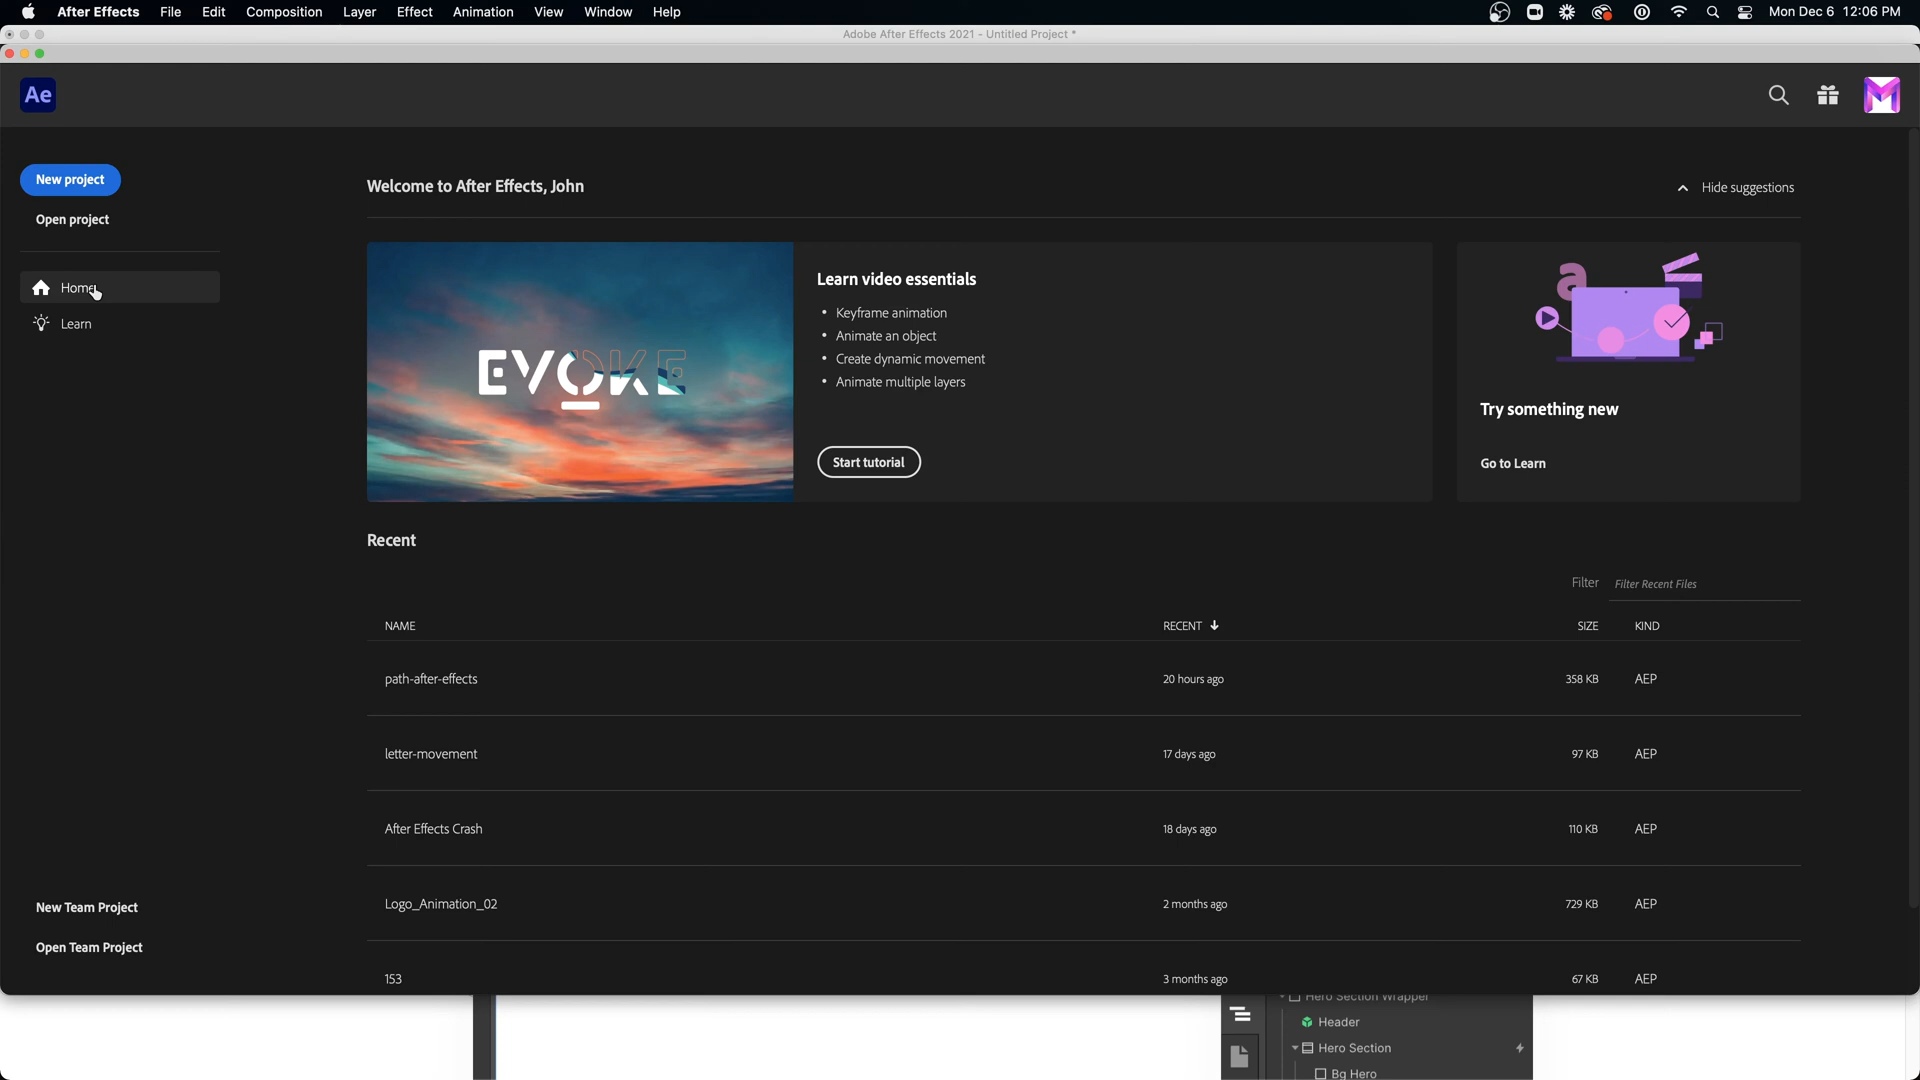 After Effects File Edit Composition Layer Effect Animation View Window Help Mon Dec 6 12:06 PM
Adobe After Effects 2021 - Untitled Project *
Ae
New project
Open project
Home
Learn
Welcome to After Effects, John
Hide suggestions
EVOKE
Learn video essentials
• Keyframe animation
• Animate an object
• Create dynamic movement
• Animate multiple layers
Start tutorial
a
Try something new
Go to Learn
Recent
Filter Filter Recent Files
NAME RECENT SIZE KIND
path-after-effects 20 hours ago 358 KB AEP
letter-movement 17 days ago 97 KB AEP
After Effects Crash 18 days ago 110 KB AEP
Logo_Animation_02 2 months ago 729 KB AEP
153 3 months ago 67 KB AEP
New Team Project
Open Team Project
Hero Section Wrapper
Header
Hero Section
Bg Hero